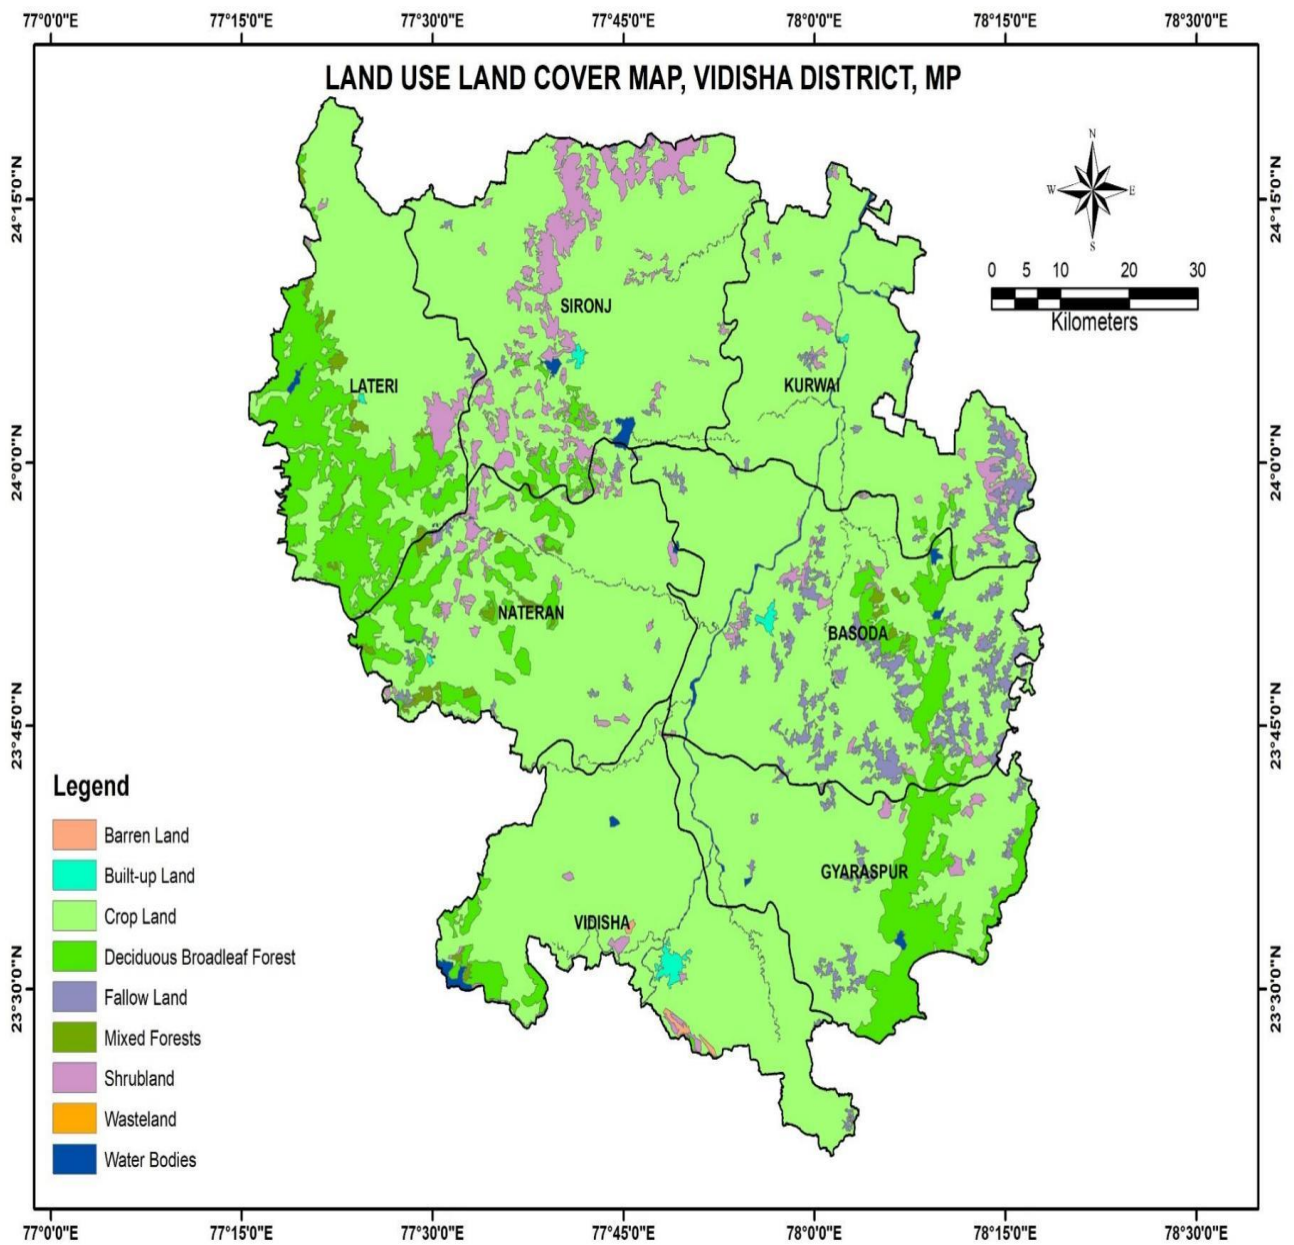 77°0'0"E 77°15'0"E 77°30'0"E 77°45'0"E 78°0'0"E 78°15'0"E 78°30'0"E
LAND USE LAND COVER MAP, VIDISHA DISTRICT, MP
N
W E
S
24°15'0"N 24°15'0"N
0 5 10 20 30
Kilometers
SIRONJ
LATERI
KURWAI
24°0'0"N 24°0'0"N
NATERAN
BASODA
23°45'0"N 23°45'0"N
GYARASPUR
VIDISHA
23°30'0"N 23°30'0"N
Legend
Barren Land
Built-up Land
Crop Land
Deciduous Broadleaf Forest
Fallow Land
Mixed Forests
Shrubland
Wasteland
Water Bodies
77°0'0"E 77°15'0"E 77°30'0"E 77°45'0"E 78°0'0"E 78°15'0"E 78°30'0"E